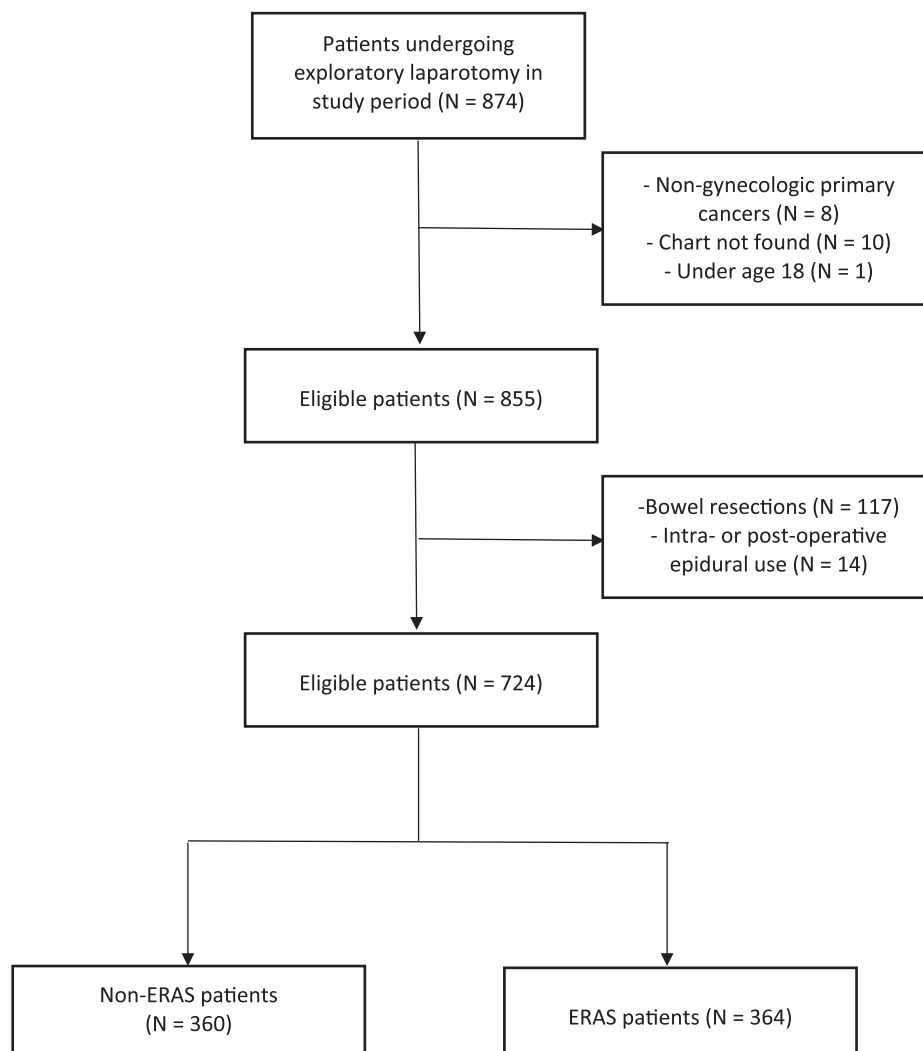 Patients undergoing
exploratory laparotomy in
study period (N = 874)
- Non-gynecologic primary
cancers (N = 8)
- Chart not found (N = 10)
- Under age 18 (N = 1)
Eligible patients (N = 855)
-Bowel resections (N = 117)
- Intra- or post-operative
epidural use (N = 14)
Eligible patients (N = 724)
Non-ERAS patients
(N = 360)
ERAS patients (N = 364)